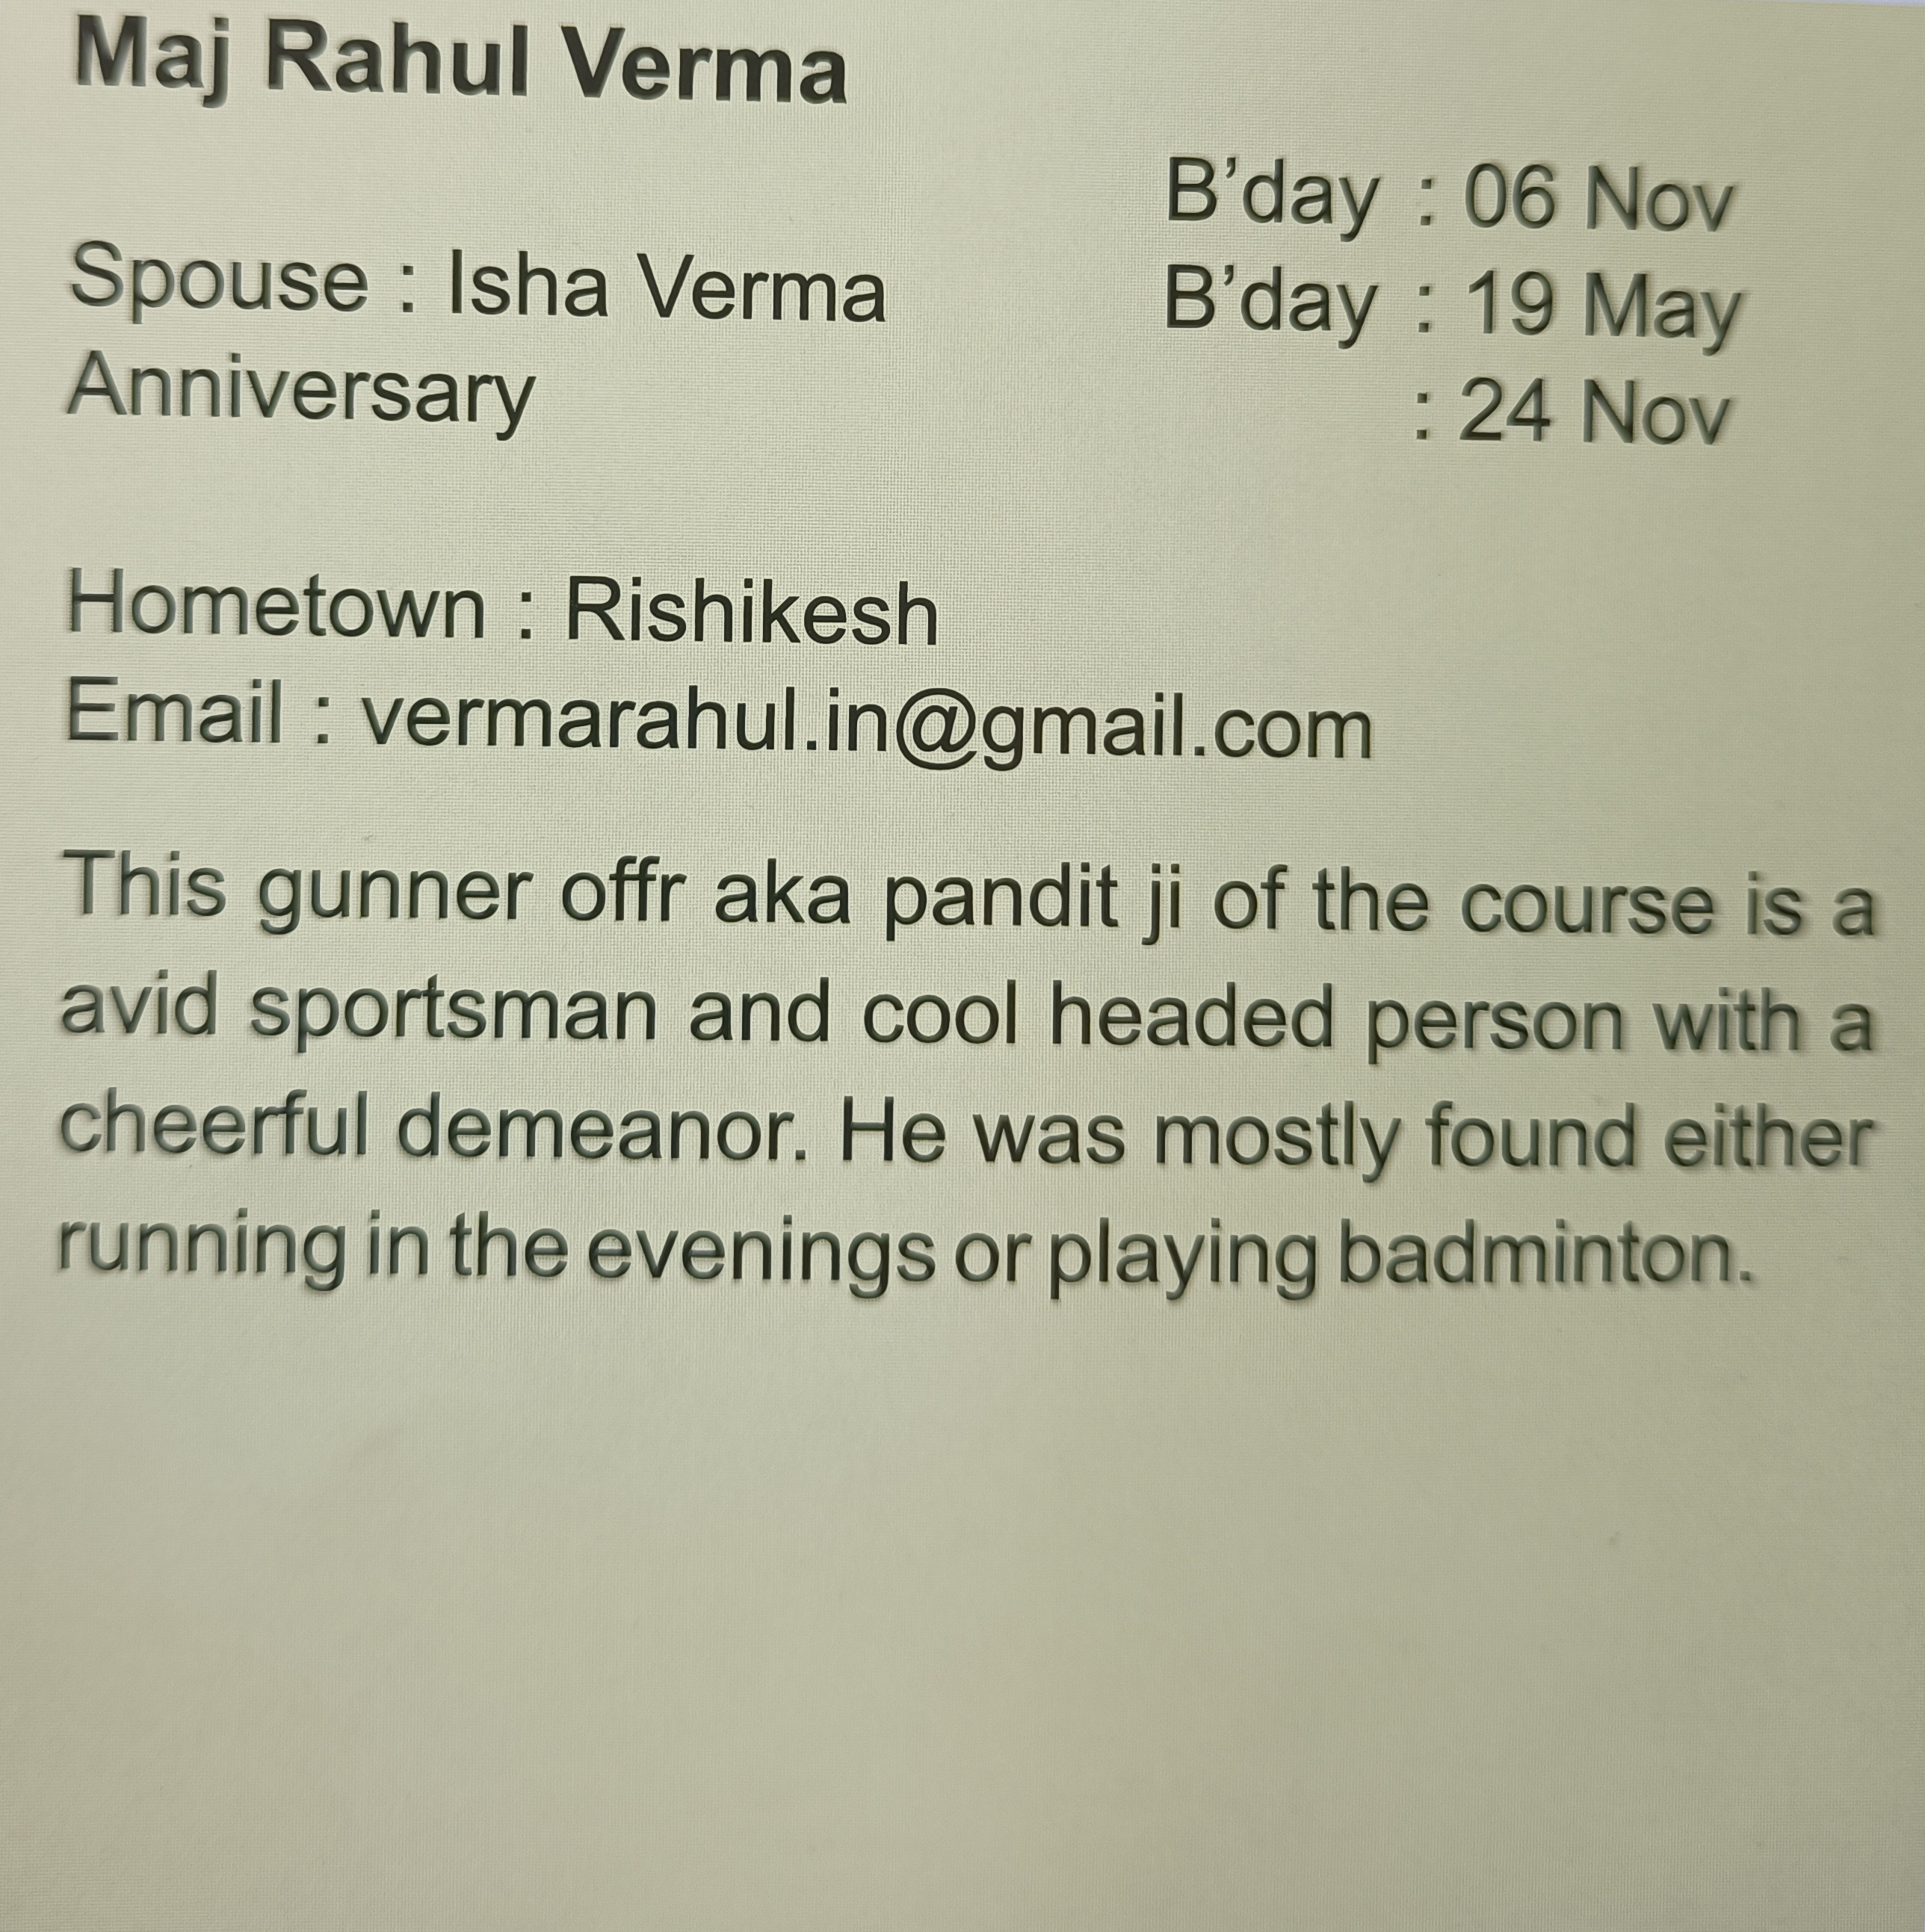 Maj Rahul Verma
B’day : 06 Nov
Spouse : Isha Verma B’day : 19 May
Anniversary : 24 Nov
Hometown : Rishikesh
Email : vermarahul.in@gmail.com
This gunner offr aka pandit ji of the course is a
avid sportsman and cool headed person with a
cheerful demeanor. He was mostly found either
running in the evenings or playing badminton.